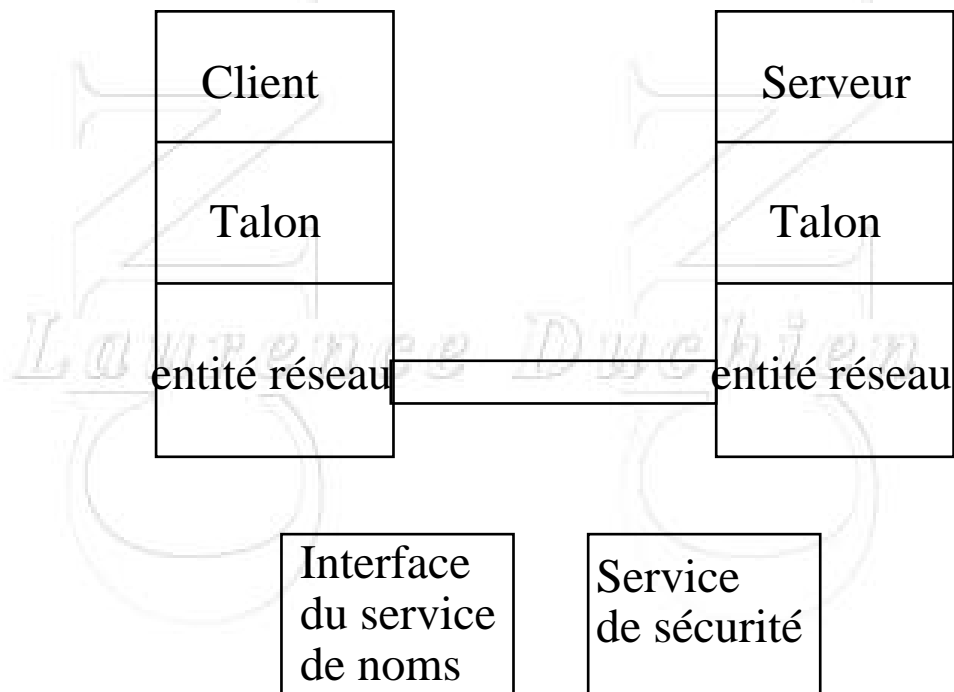 Client
Serveur
Talon
Talon
Laurence Duchien
entité réseau
entité réseau
Interface
du service
de noms
Service
de sécurité